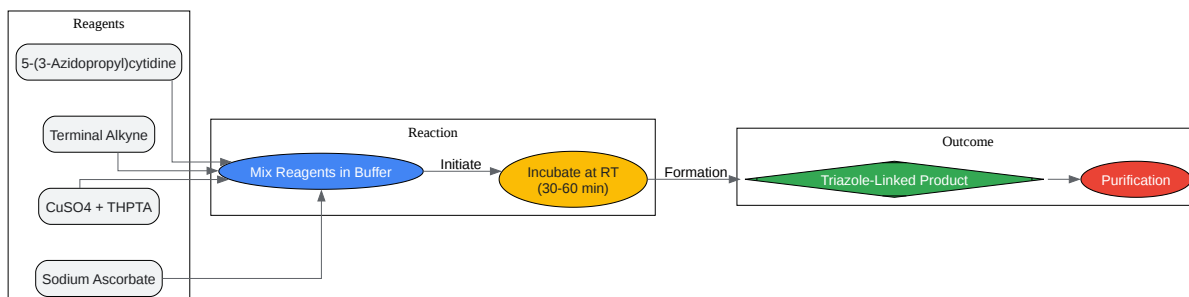 Reagents
5-(3-Azidopropyl)cytidine
Terminal Alkyne
CuSO4 + THPTA
Sodium Ascorbate
Reaction
Mix Reagents in Buffer
Initiate
Incubate at RT
(30-60 min)
Formation
Outcome
Triazole-Linked Product
Purification